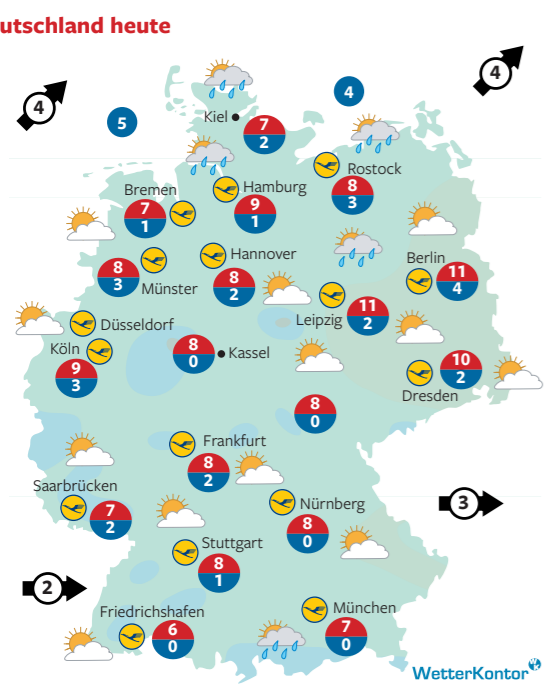 utschland heute
4
4
4
5
Kiel
7
2
Rostock
8
3
Bremen
7
1
Hamburg
9
1
Hannover
8
2
Berlin
11
4
8
3
Münster
Leipzig
11
2
Düsseldorf
Köln
9
3
8
0
Kassel
10
2
Dresden
8
0
Frankfurt
8
2
Saarbrücken
7
2
Nürnberg
8
0
3
Stuttgart
8
1
2
Friedrichshafen
6
0
München
7
0
WetterKontor